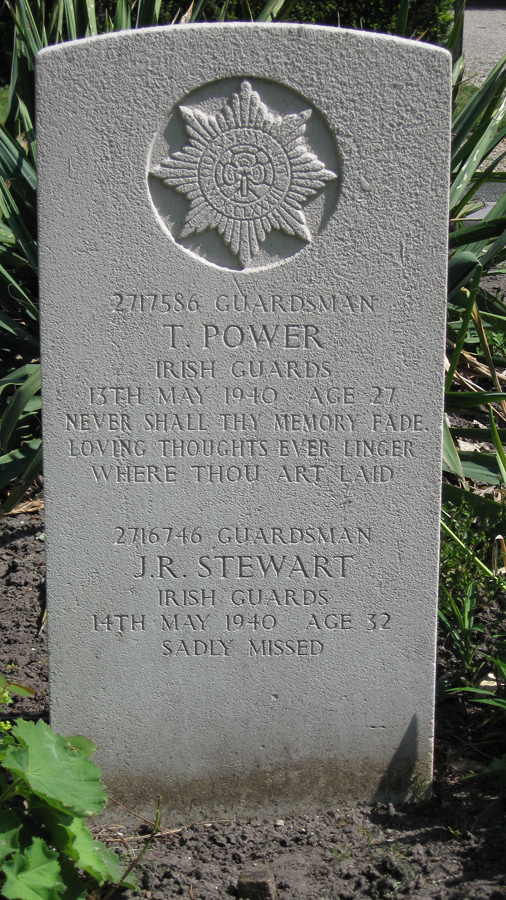 2717586 GUARDSMAN
T. POWER
IRISH GUARDS
13TH MAY 1940 AGE 27
NEVER SHALL THY MEMORY FADE.
LOVING THOUGHTS EVER LINGER
WHERE THOU ART LAID
2716746 GUARDSMAN
J.R. STEWART
IRISH GUARDS
14TH MAY 1940 AGE 32
SADLY MISSED